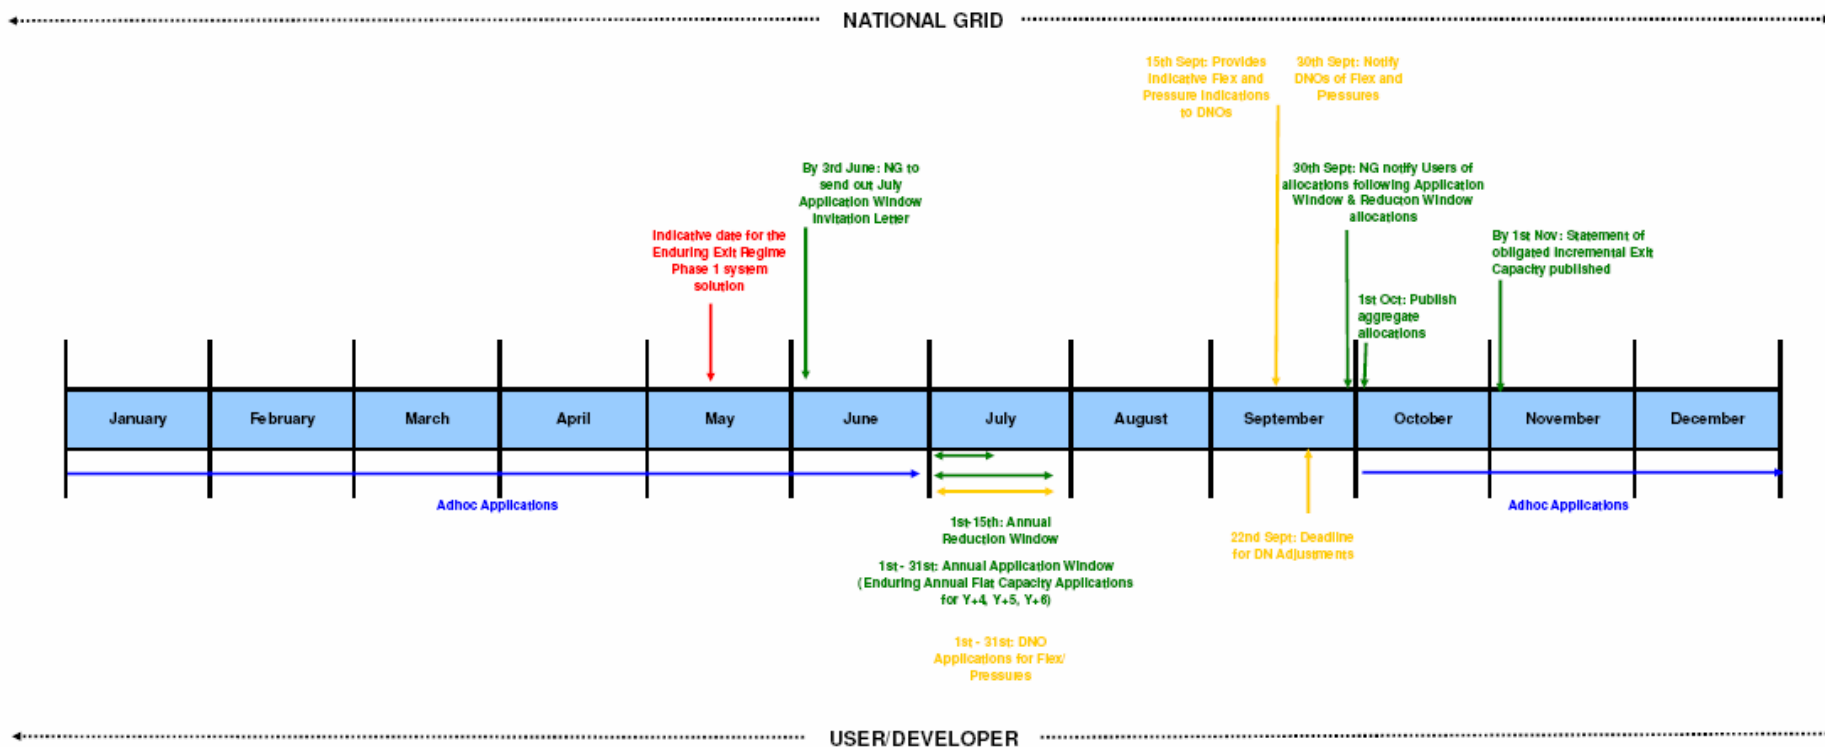 NATIONAL GRID
15th Sept: Provides
Indicative Flex and
Pressure Indications
to DNOs
30th Sept: Notify
DNOs of Flex and
Pressures
By 3rd June: NG to
send out July
Application Window
Invitation Letter
30th Sept: NG notify Users of
allocations following Application
Window & Reducton Window
allocations
Indicative date for the
Enduring Exit Regime
Phase 1 system
solution
By 1st Nov: Statement of
obligated Incremental Exit
Capacity published
1st Oct: Publish
aggregate
allocations
January
February
March
April
May
June
July
August
September
October
November
December
Adhoc Applications
Adhoc Applications
1st-15th: Annual
Reduction Window
22nd Sept: Deadline
for DN Adjustments
1st - 31st: Annual Application Window
(Enduring Annual Flat Capacity Applications
for Y+4, Y+5, Y+6)
1st - 31st: DNO
Applications for Flex/
Pressures
USER/DEVELOPER